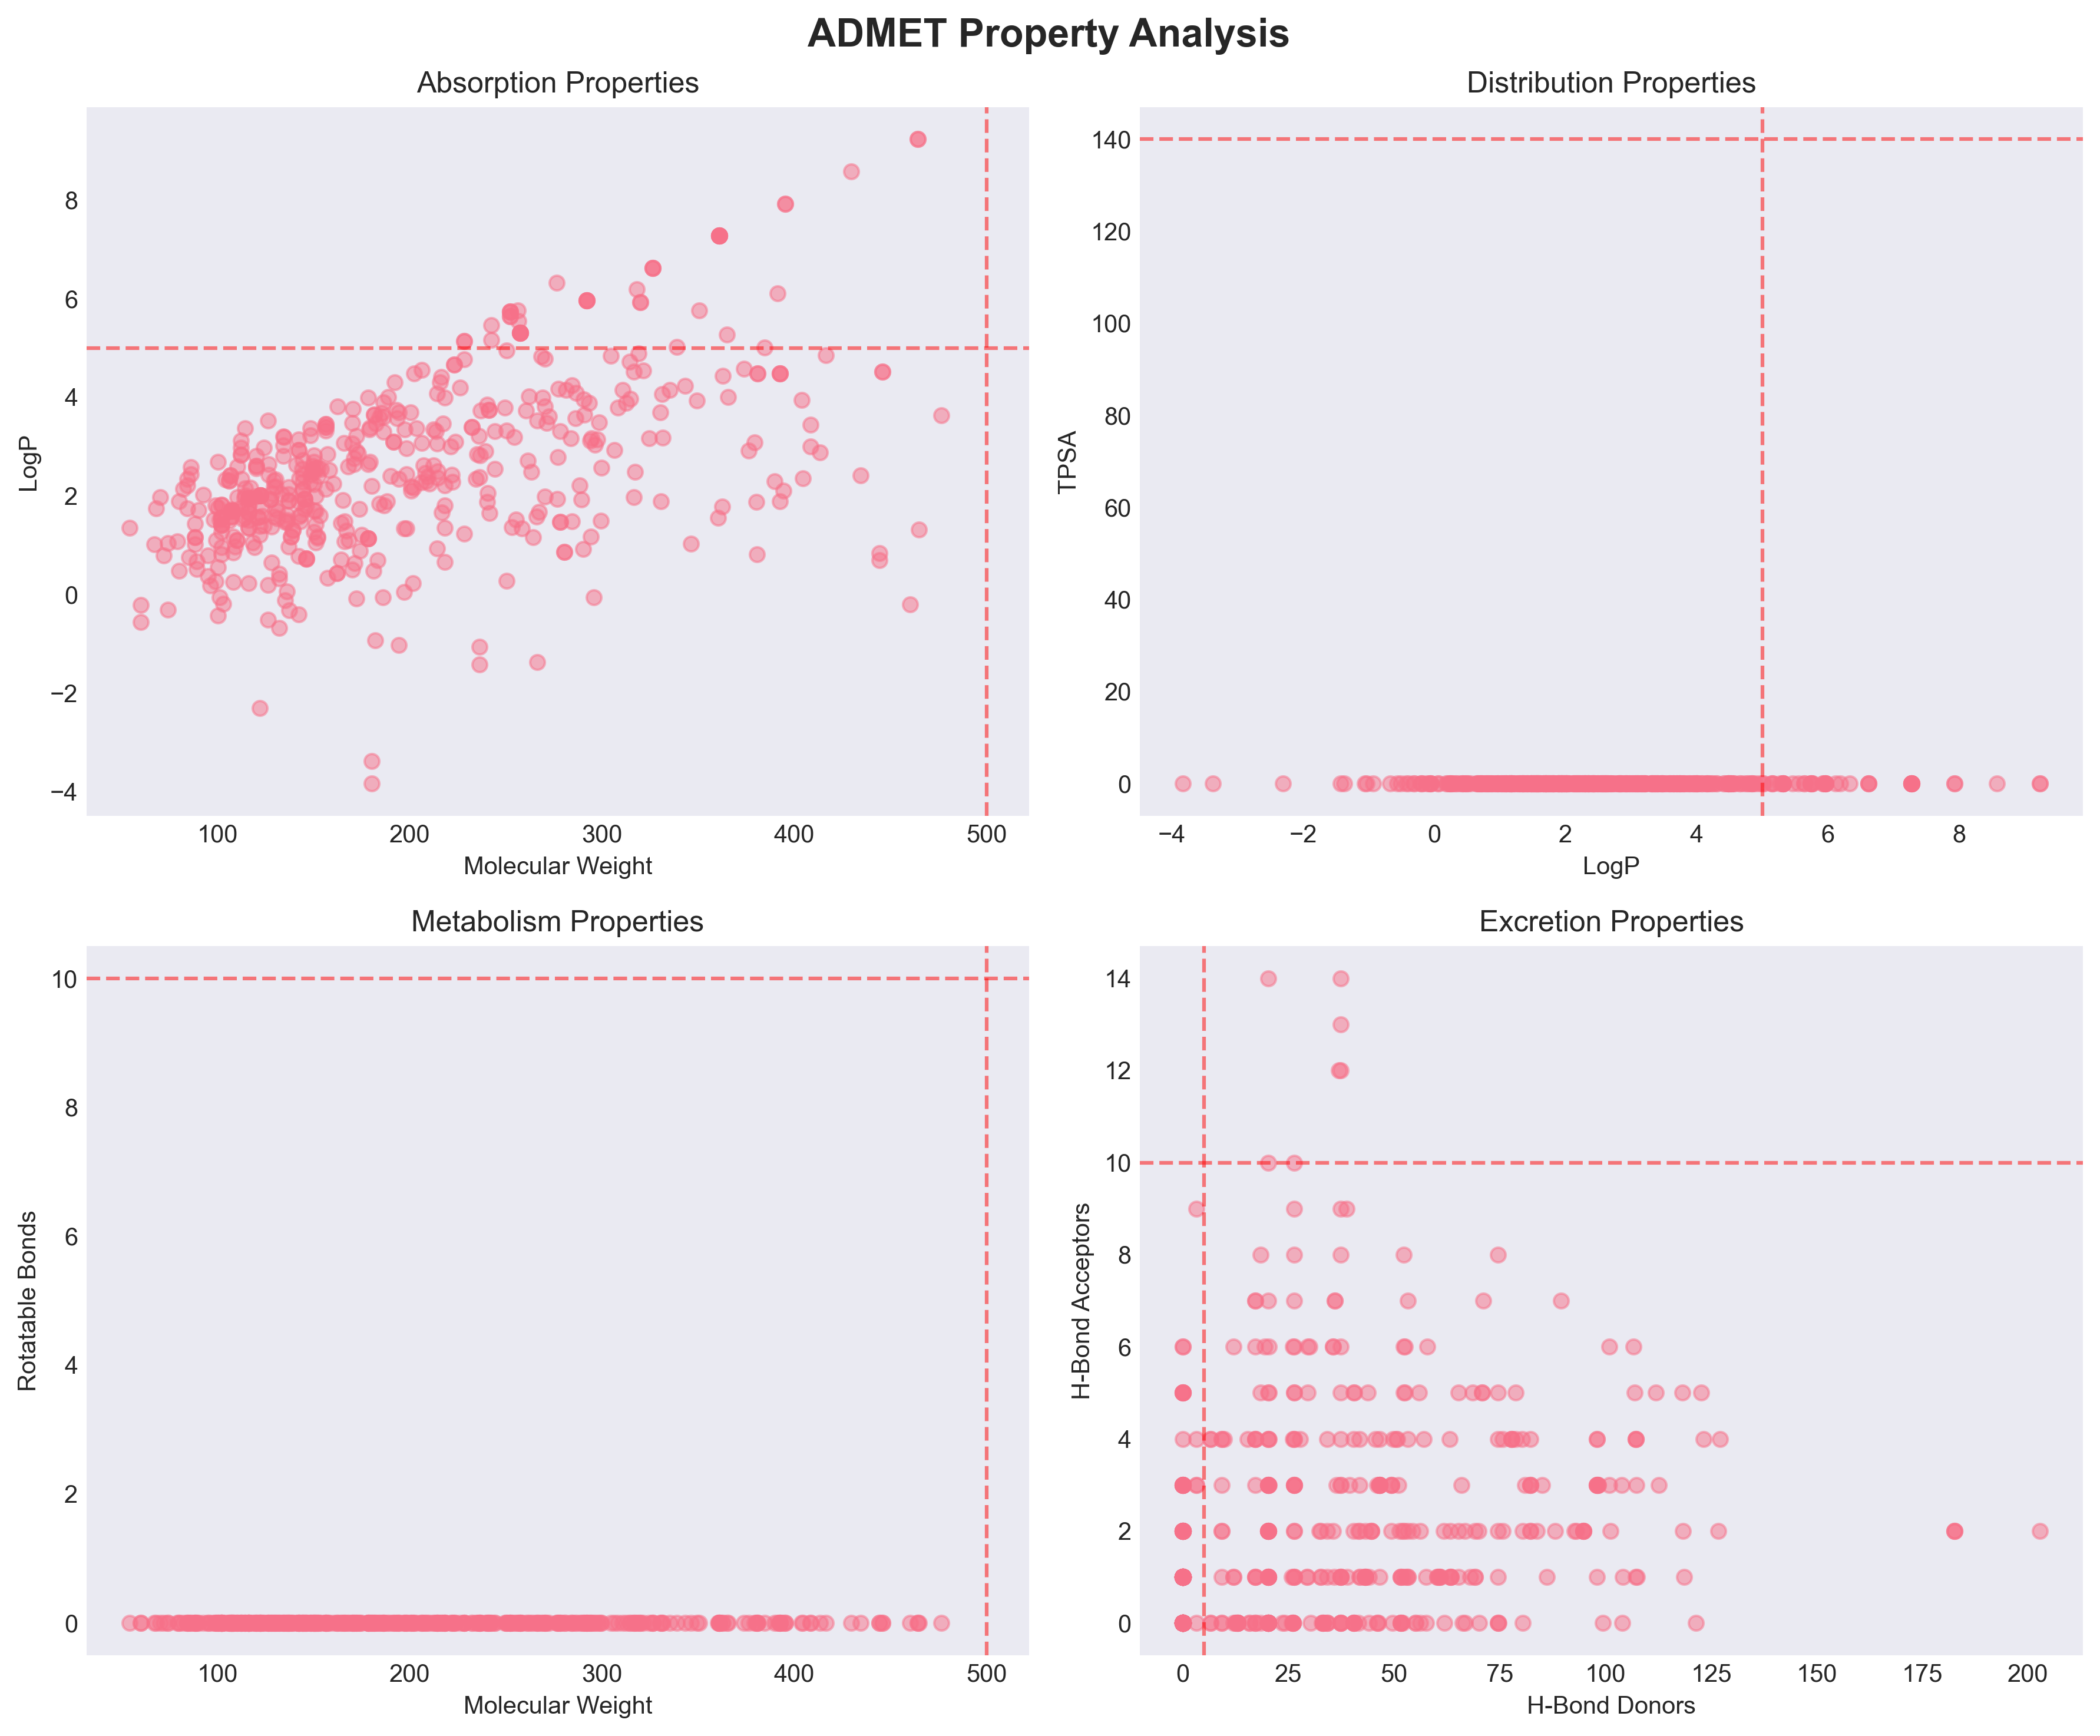 ADMET Property Analysis
Absorption Properties
LogP
8
6
4
2
0
−2
−4
100 200 300 400 500
Molecular Weight
Distribution Properties
TPSA
140
120
100
80
60
40
20
0
−4 −2 0 2 4 6 8
LogP
Metabolism Properties
Rotatable Bonds
10
8
6
4
2
0
100 200 300 400 500
Molecular Weight
Excretion Properties
H-Bond Acceptors
14
12
10
8
6
4
2
0
0 25 50 75 100 125 150 175 200
H-Bond Donors